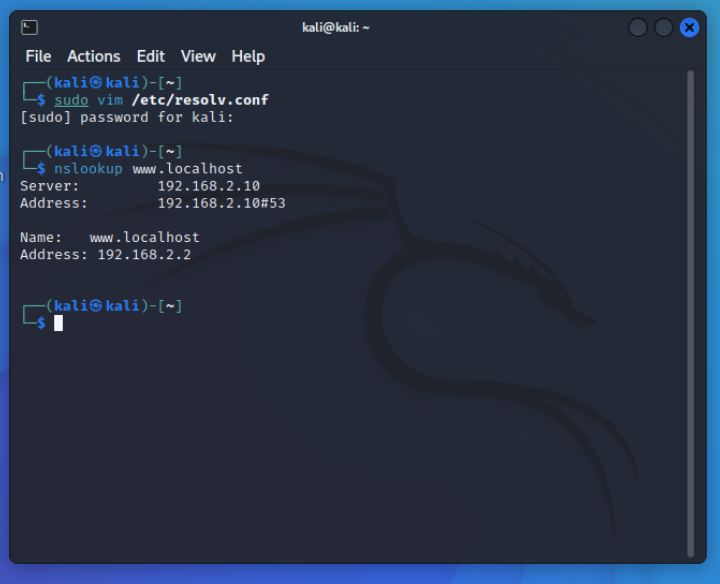 kali@kali: ~
File Actions Edit View Help
┌──(kali㉿kali)-[~]
└─$ sudo vim /etc/resolv.conf
[sudo] password for kali:
┌──(kali㉿kali)-[~]
└─$ nslookup www.localhost
Server: 192.168.2.10
Address: 192.168.2.10#53
Name: www.localhost
Address: 192.168.2.2
┌──(kali㉿kali)-[~]
└─$